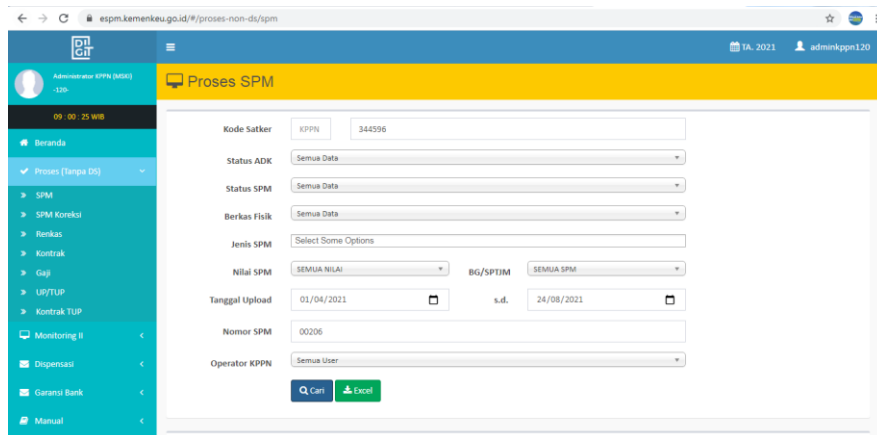 espm.kemenkeu.go.id/#/proses-non-ds/spm
DIGIT
TA. 2021 adminkppn120
Administrator KPPN (MSKI)
-120-
09 : 00 : 25 WIB
Beranda
Proses (Tanpa DS)
SPM
SPM Koreksi
Renkas
Kontrak
Gaji
UP/TUP
Kontrak TUP
Monitoring II
Dispensasi
Garansi Bank
Manual
Proses SPM
Kode Satker KPPN 344596
Status ADK Semua Data
Status SPM Semua Data
Berkas Fisik Semua Data
Jenis SPM Select Some Options
Nilai SPM SEMUA NILAI BG/SPTJM SEMUA SPM
Tanggal Upload 01/04/2021 s.d. 24/08/2021
Nomor SPM 00206
Operator KPPN Semua User
Cari Excel